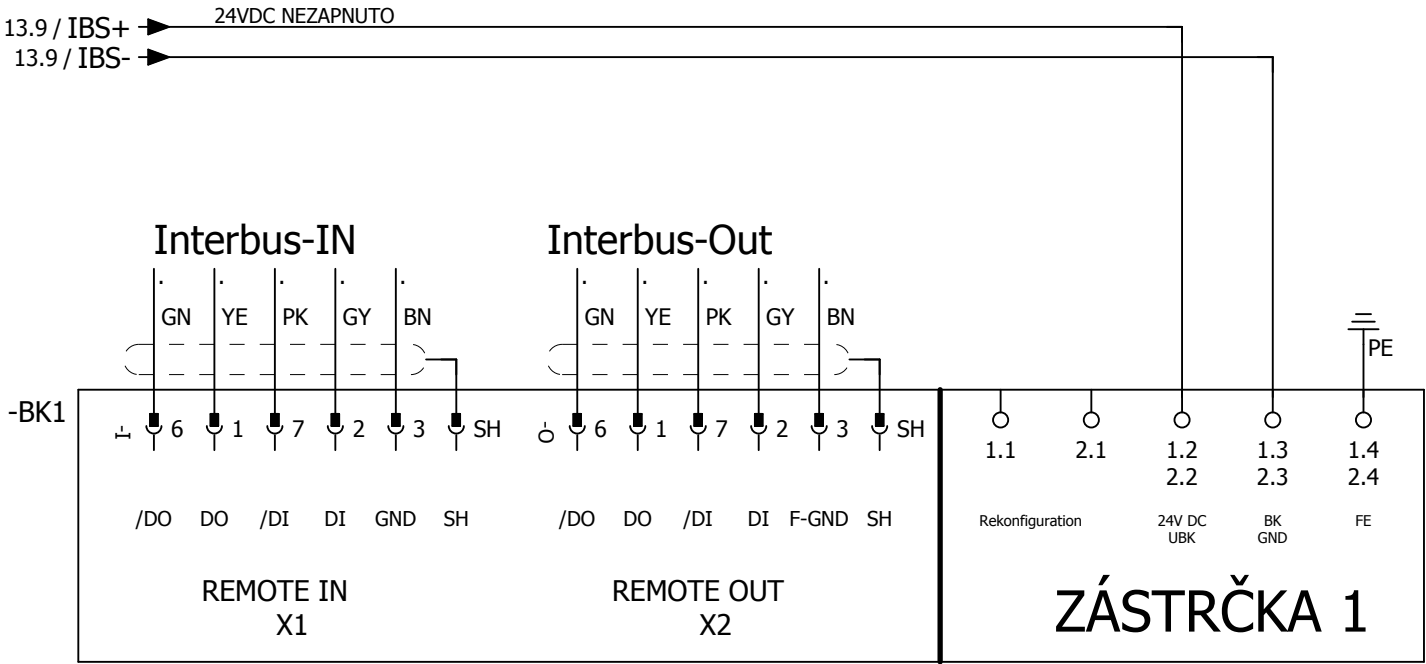 24VDC NEZAPNUTO
13.9 / IBS+
13.9 / IBS-
Interbus-IN Interbus-Out
. . . . . . . . . .
GN YE PK GY BN GN YE PK GY BN
PE
-BK1
I- 6 1 7 2 3 SH O- 6 1 7 2 3 SH
1.1 2.1 1.2 1.3 1.4
2.2 2.3 2.4
/DO DO /DI DI GND SH /DO DO /DI DI F-GND SH
Rekonfiguration 24V DC BK FE
UBK GND
REMOTE IN REMOTE OUT
X1 X2
ZÁSTRČKA 1